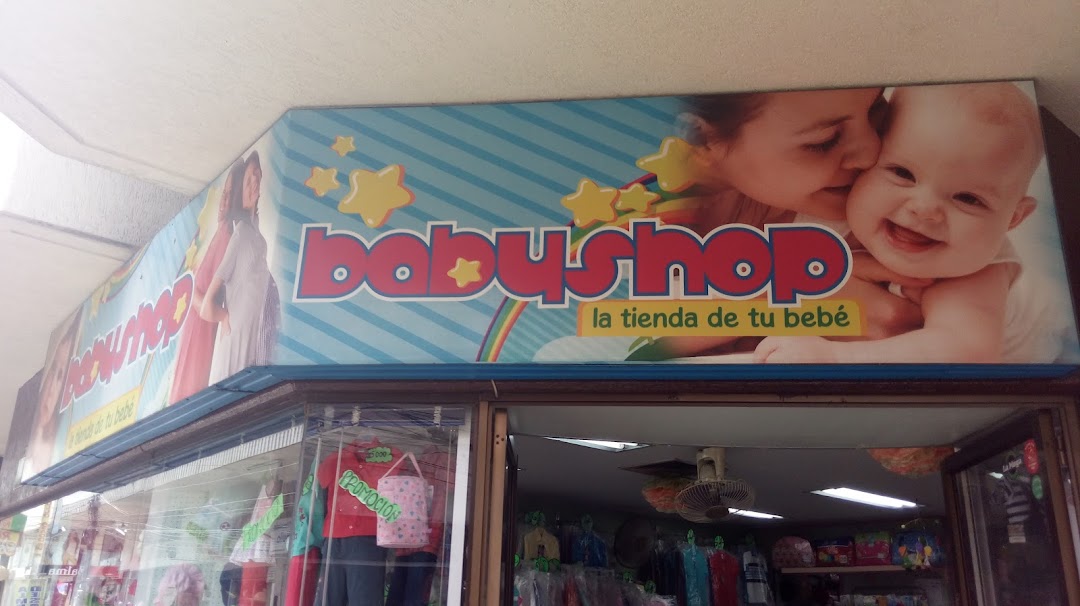 babyshop
la tienda de tu bebé
babyshop
la tienda de tu bebé
PROMOCION